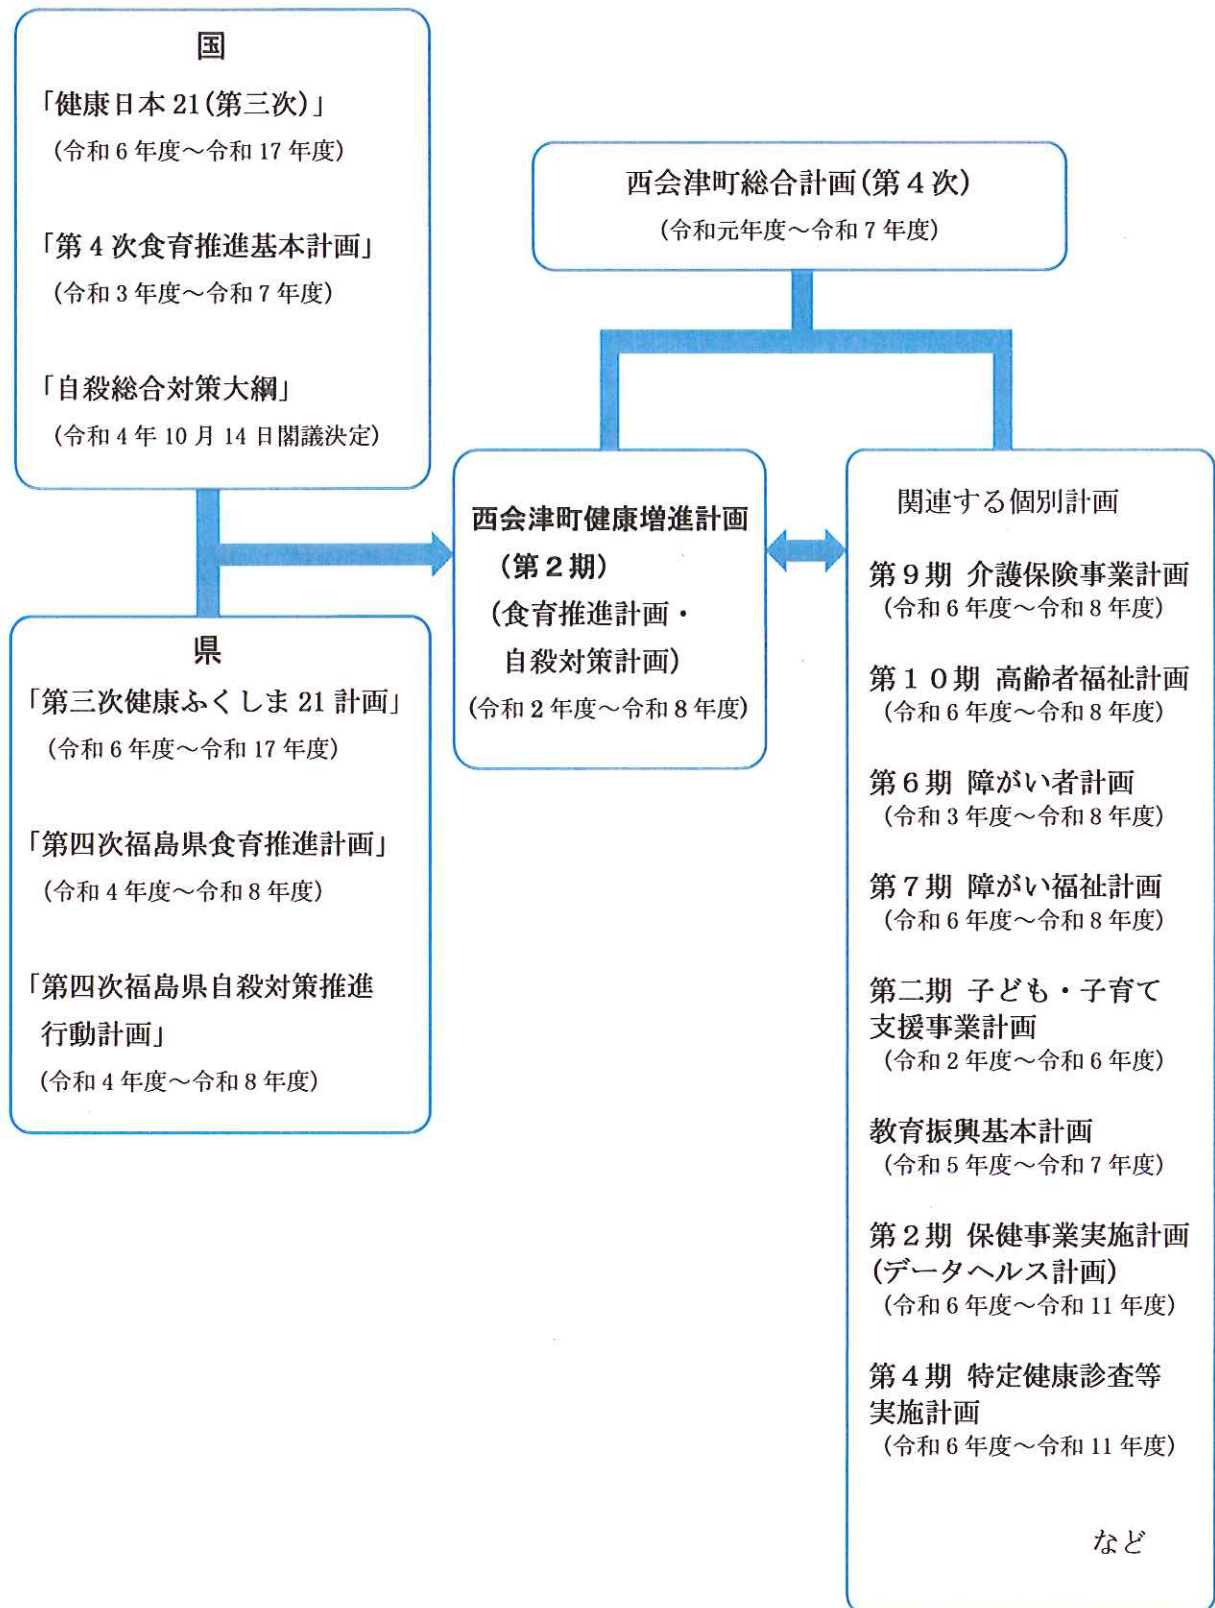 国
「健康日本 21(第三次)」
(令和 6 年度～令和 17 年度)
「第 4 次食育推進基本計画」
(令和 3 年度～令和 7 年度)
「自殺総合対策大綱」
(令和 4 年 10 月 14 日閣議決定)
県
「第三次健康ふくしま 21 計画」
(令和 6 年度～令和 17 年度)
「第四次福島県食育推進計画」
(令和 4 年度～令和 8 年度)
「第四次福島県自殺対策推進
行動計画」
(令和 4 年度～令和 8 年度)
西会津町総合計画(第 4 次)
(令和元年度～令和 7 年度)
西会津町健康増進計画
(第 2 期)
(食育推進計画・
自殺対策計画)
(令和 2 年度～令和 8 年度)
関連する個別計画
第 9 期 介護保険事業計画
(令和 6 年度～令和 8 年度)
第 1 0 期 高齢者福祉計画
(令和 6 年度～令和 8 年度)
第 6 期 障がい者計画
(令和 3 年度～令和 8 年度)
第 7 期 障がい福祉計画
(令和 6 年度～令和 8 年度)
第二期 子ども・子育て
支援事業計画
(令和 2 年度～令和 6 年度)
教育振興基本計画
(令和 5 年度～令和 7 年度)
第 2 期 保健事業実施計画
(データヘルス計画)
(令和 6 年度～令和 11 年度)
第 4 期 特定健康診査等
実施計画
(令和 6 年度～令和 11 年度)
など